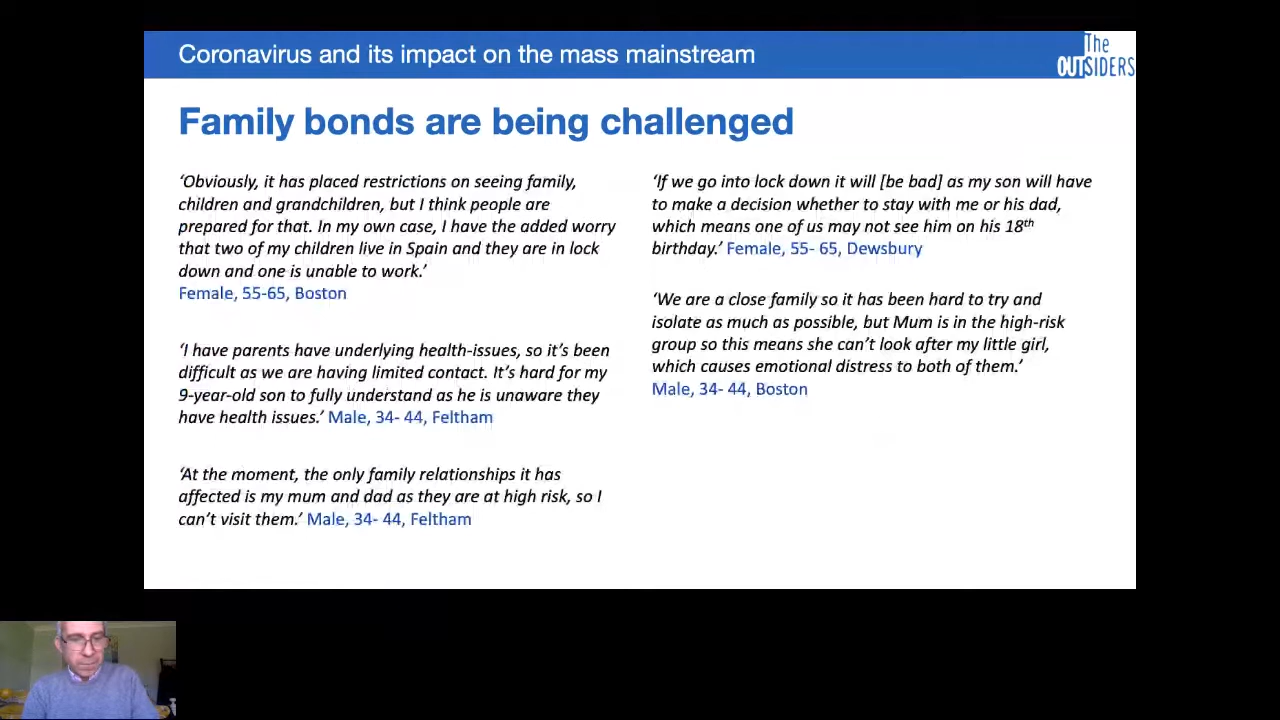 Coronavirus and its impact on the mass mainstream
The
OUTSIDERS
Family bonds are being challenged
‘Obviously, it has placed restrictions on seeing family,
children and grandchildren, but I think people are
prepared for that. In my own case, I have the added worry
that two of my children live in Spain and they are in lock
down and one is unable to work.’
Female, 55-65, Boston
‘I have parents have underlying health-issues, so it’s been
difficult as we are having limited contact. It’s hard for my
9-year-old son to fully understand as he is unaware they
have health issues.’ Male, 34- 44, Feltham
‘At the moment, the only family relationships it has
affected is my mum and dad as they are at high risk, so I
can’t visit them.’ Male, 34- 44, Feltham
‘If we go into lock down it will [be bad] as my son will have
to make a decision whether to stay with me or his dad,
which means one of us may not see him on his 18th
birthday.’ Female, 55- 65, Dewsbury
‘We are a close family so it has been hard to try and
isolate as much as possible, but Mum is in the high-risk
group so this means she can’t look after my little girl,
which causes emotional distress to both of them.’
Male, 34- 44, Boston